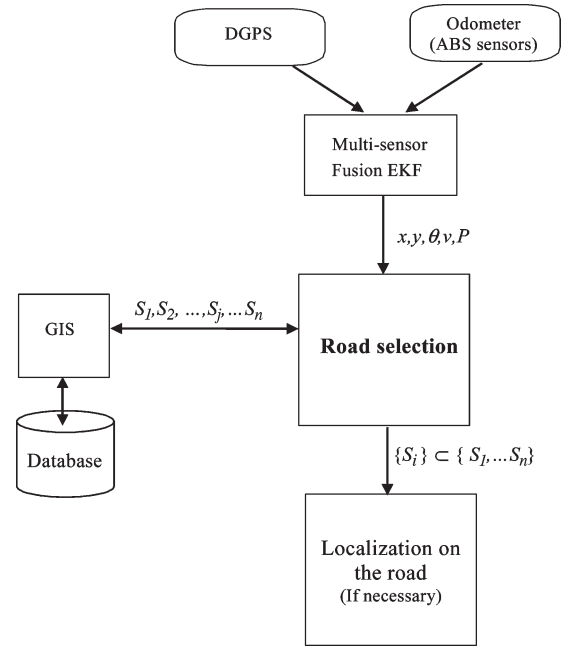 DGPS
Odometer
(ABS sensors)
Multi-sensor
Fusion EKF
x,y,θ,v,P
S1,S2, ...,Sj,...Sn
GIS
Road selection
Database
{Si} ⊂ { S1,...Sn}
Localization on
the road
(If necessary)